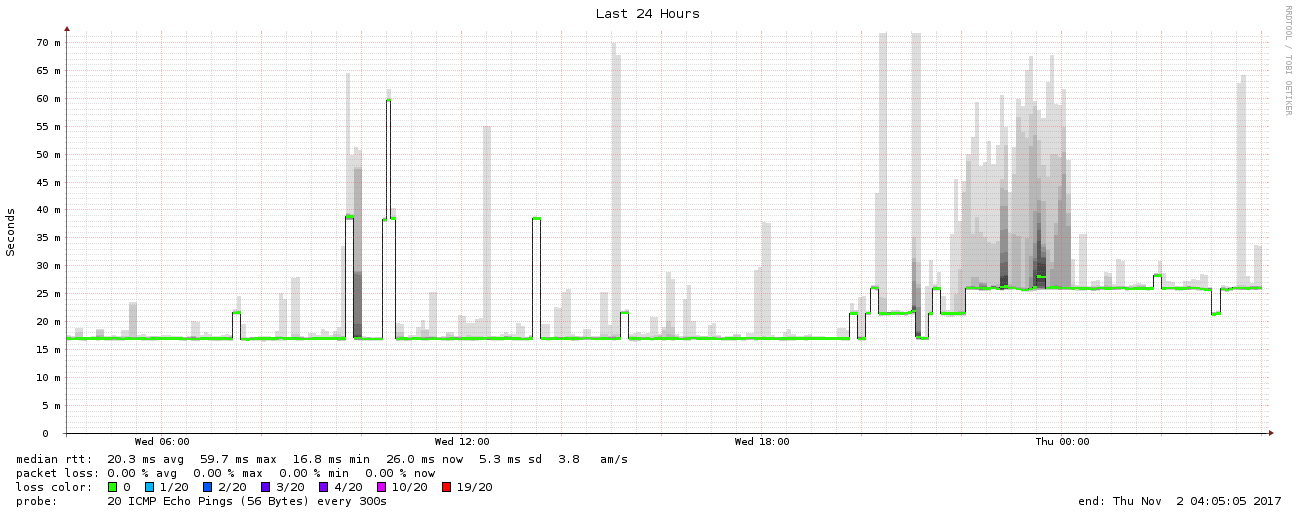 Last 24 Hours
RRDTOOL / TOBI OETIKER
Seconds
70 m
65 m
60 m
55 m
50 m
45 m
40 m
35 m
30 m
25 m
20 m
15 m
10 m
5 m
0
Wed 06:00 Wed 12:00 Wed 18:00 Thu 00:00
median rtt: 20.3 ms avg 59.7 ms max 16.8 ms min 26.0 ms now 5.3 ms sd 3.8 am/s
packet loss: 0.00 % avg 0.00 % max 0.00 % min 0.00 % now
loss color: 0 1/20 2/20 3/20 4/20 10/20 19/20
probe: 20 ICMP Echo Pings (56 Bytes) every 300s end: Thu Nov 2 04:05:05 2017